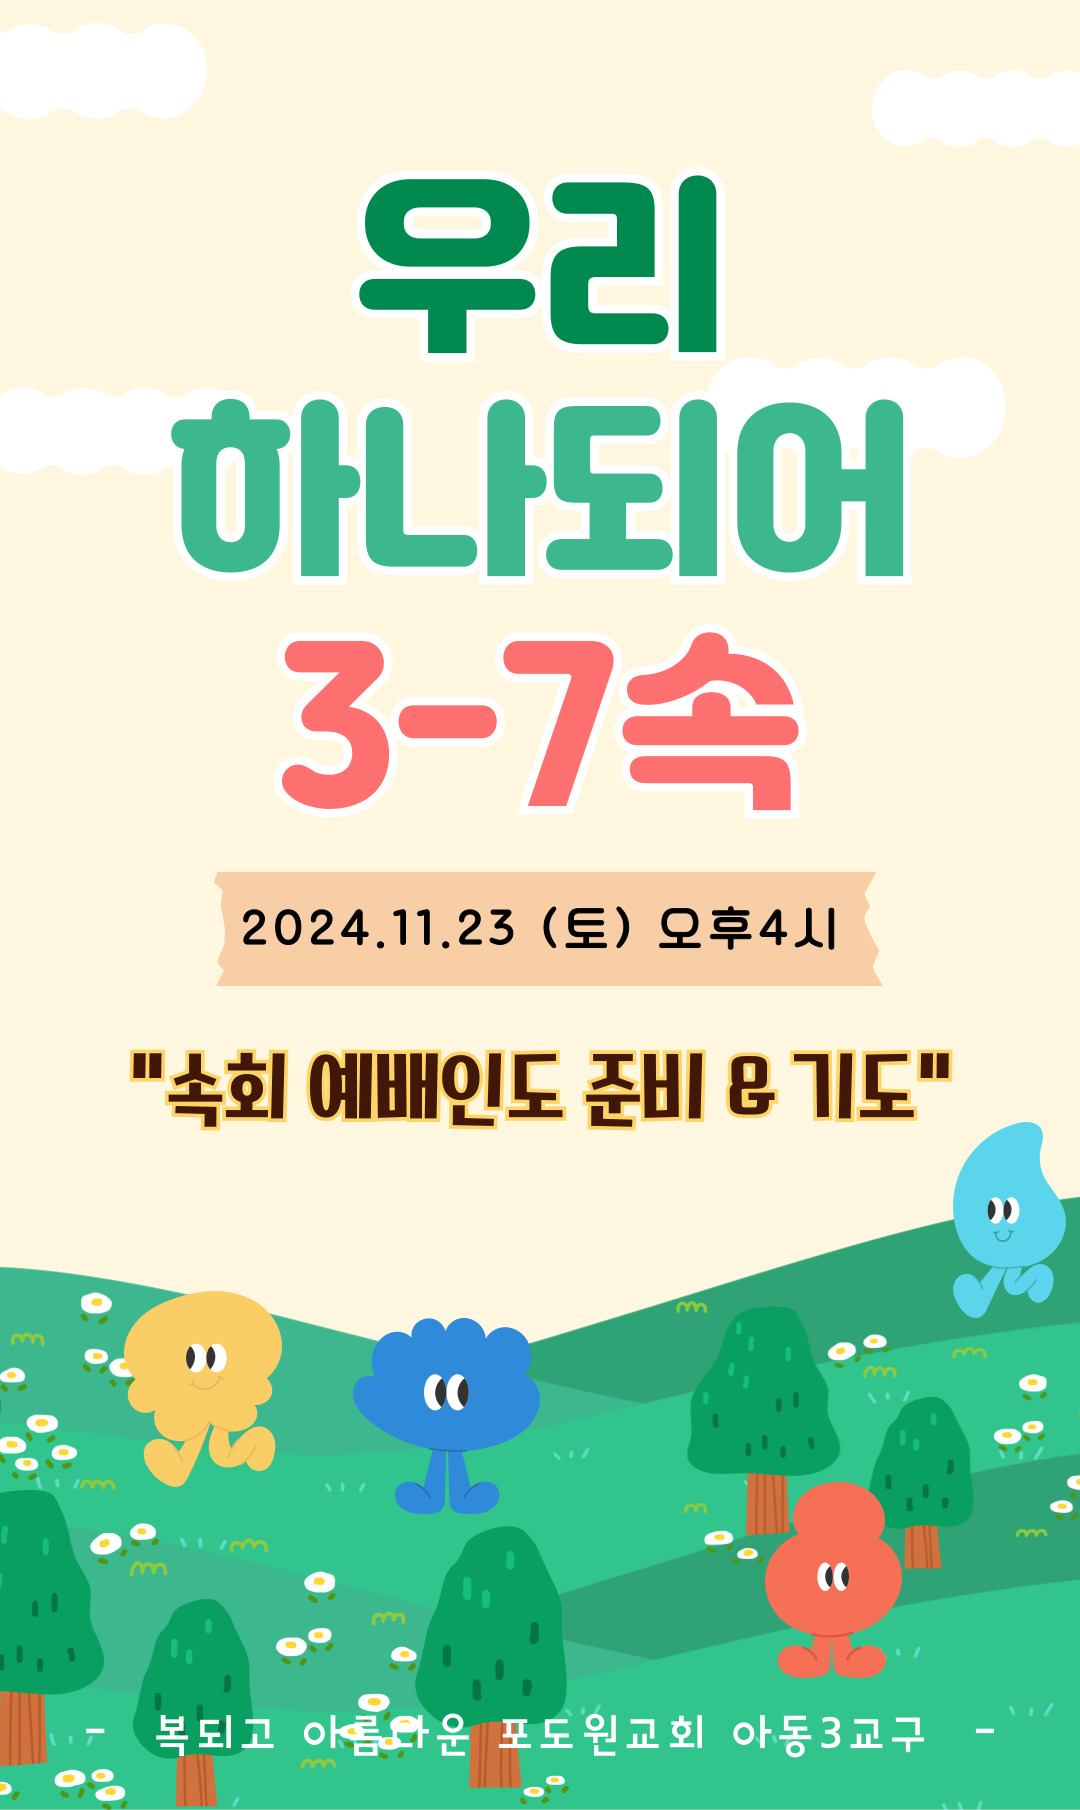 우리
하나되어
3-7속
2024.11.23 (토) 오후4시
"속회 예배인도 준비 & 기도"
- 복되고 아름다운 포도원교회 아동3교구 -